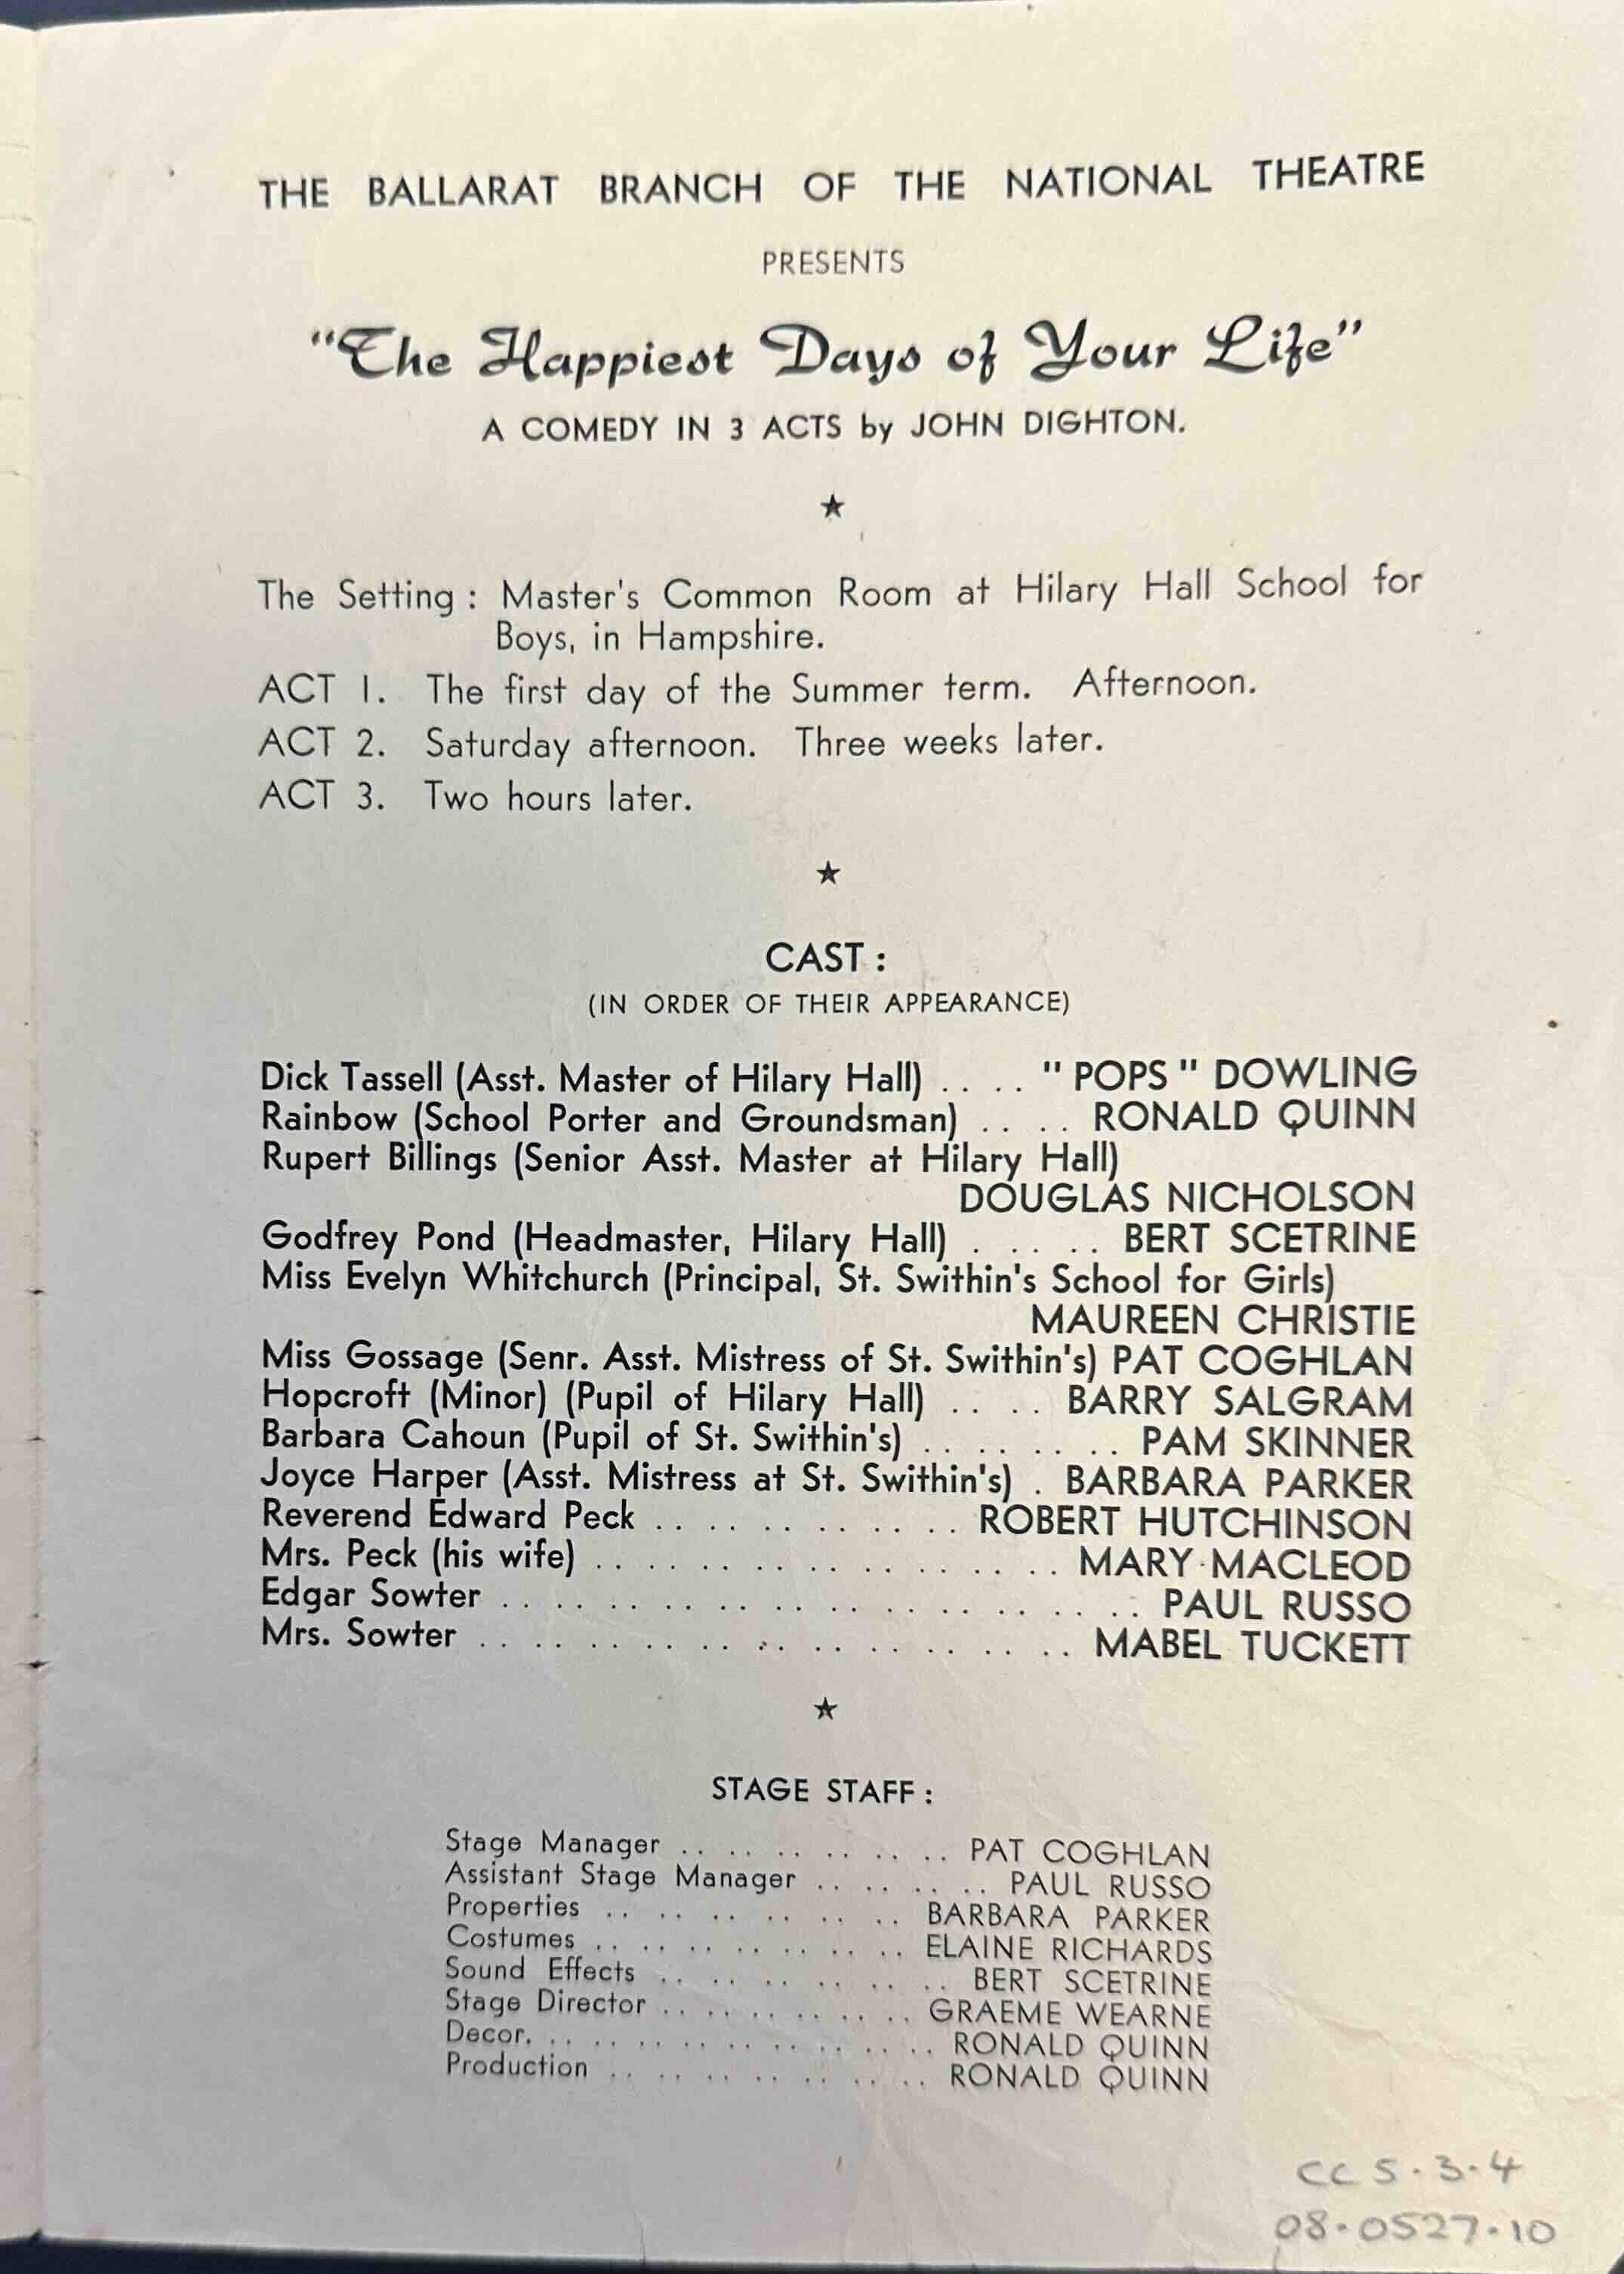 THE BALLARAT BRANCH OF THE NATIONAL THEATRE
PRESENTS
"The Happiest Days of Your Life"
A COMEDY IN 3 ACTS by JOHN DIGHTON.
★
The Setting : Master's Common Room at Hilary Hall School for
Boys, in Hampshire.
ACT 1. The first day of the Summer term. Afternoon.
ACT 2. Saturday afternoon. Three weeks later.
ACT 3. Two hours later.
★
CAST :
(IN ORDER OF THEIR APPEARANCE)
Dick Tassell (Asst. Master of Hilary Hall) . . . . "POPS" DOWLING
Rainbow (School Porter and Groundsman) . . . . RONALD QUINN
Rupert Billings (Senior Asst. Master at Hilary Hall)
DOUGLAS NICHOLSON
Godfrey Pond (Headmaster, Hilary Hall) . . . . . BERT SCETRINE
Miss Evelyn Whitchurch (Principal, St. Swithin's School for Girls)
MAUREEN CHRISTIE
Miss Gossage (Senr. Asst. Mistress of St. Swithin's) PAT COGHLAN
Hopcroft (Minor) (Pupil of Hilary Hall) . . . . BARRY SALGRAM
Barbara Cahoun (Pupil of St. Swithin's) . . . . . . . . PAM SKINNER
Joyce Harper (Asst. Mistress at St. Swithin's) . BARBARA PARKER
Reverend Edward Peck . . . . . . . . . . . . ROBERT HUTCHINSON
Mrs. Peck (his wife) . . . . . . . . . . . . . . . . . . MARY MACLEOD
Edgar Sowter . . . . . . . . . . . . . . . . . . . . . . . . PAUL RUSSO
Mrs. Sowter . . . . . . . . . . . . . . . . . . . . . . MABEL TUCKETT
★
STAGE STAFF :
Stage Manager . . . . . . . . . . PAT COGHLAN
Assistant Stage Manager . . . . . . . PAUL RUSSO
Properties . . . . . . . . . . . . BARBARA PARKER
Costumes . . . . . . . . . . . . ELAINE RICHARDS
Sound Effects . . . . . . . . . . . BERT SCETRINE
Stage Director . . . . . . . . . . GRAEME WEARNE
Decor. . . . . . . . . . . . . . . . RONALD QUINN
Production . . . . . . . . . . . . RONALD QUINN
CC 5.3.4
08.0527.10